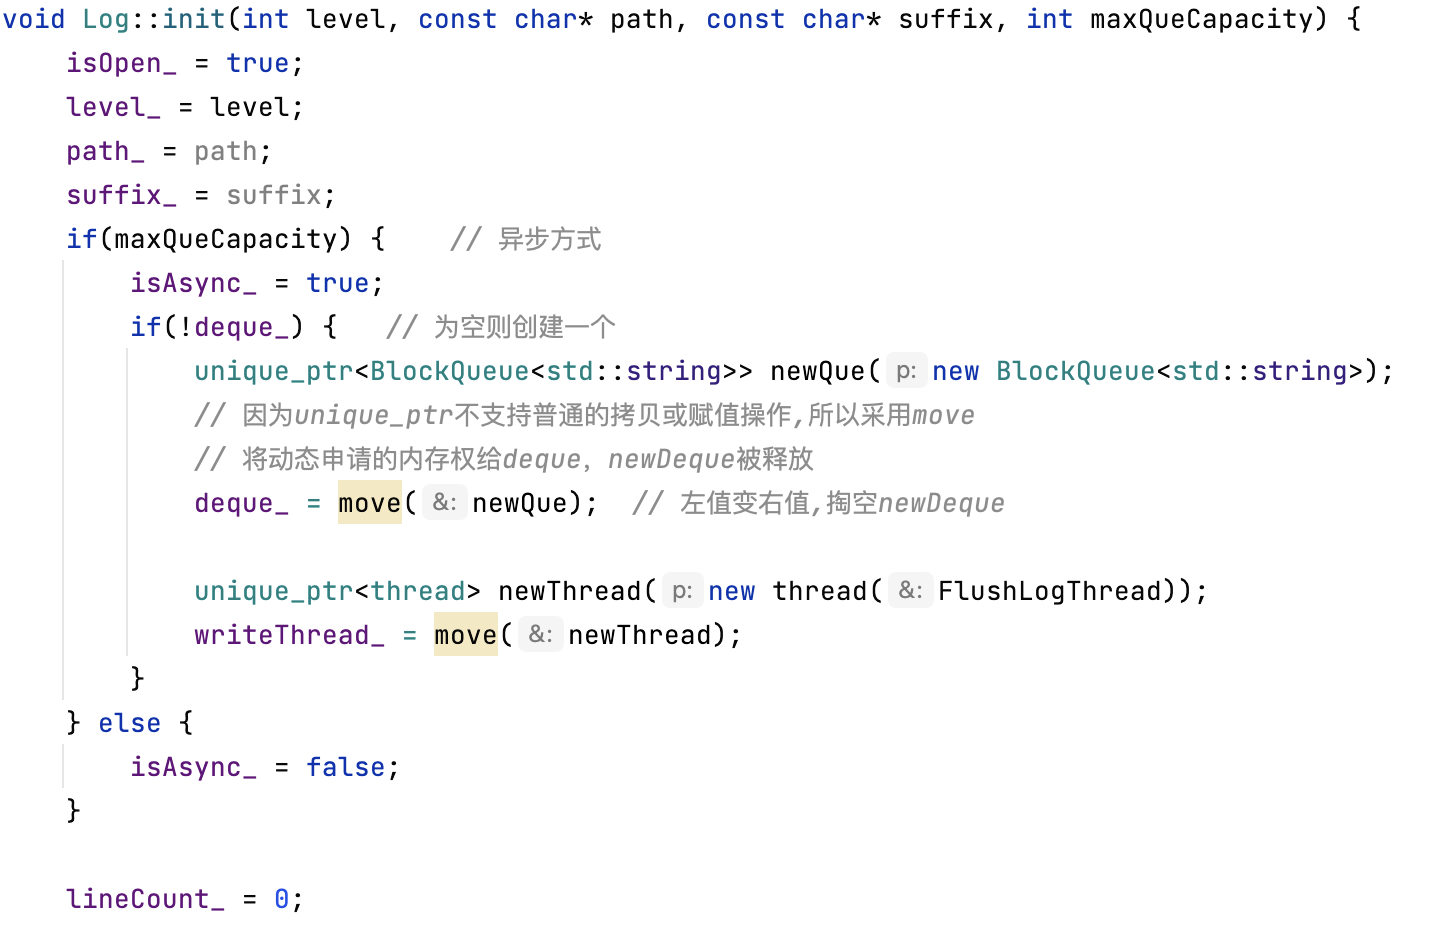 void Log::init(int level, const char* path, const char* suffix, int maxQueCapacity) {
    isOpen_ = true;
    level_ = level;
    path_ = path;
    suffix_ = suffix;
    if(maxQueCapacity) {    // 异步方式
        isAsync_ = true;
        if(!deque_) {   // 为空则创建一个
            unique_ptr<BlockQueue<std::string>> newQue( p: new BlockQueue<std::string>);
            // 因为unique_ptr不支持普通的拷贝或赋值操作,所以采用move
            // 将动态申请的内存权给deque，newDeque被释放
            deque_ = move( &: newQue);  // 左值变右值,掏空newDeque
            unique_ptr<thread> newThread( p: new thread( &: FlushLogThread));
            writeThread_ = move( &: newThread);
        }
    } else {
        isAsync_ = false;
    }
    lineCount_ = 0;